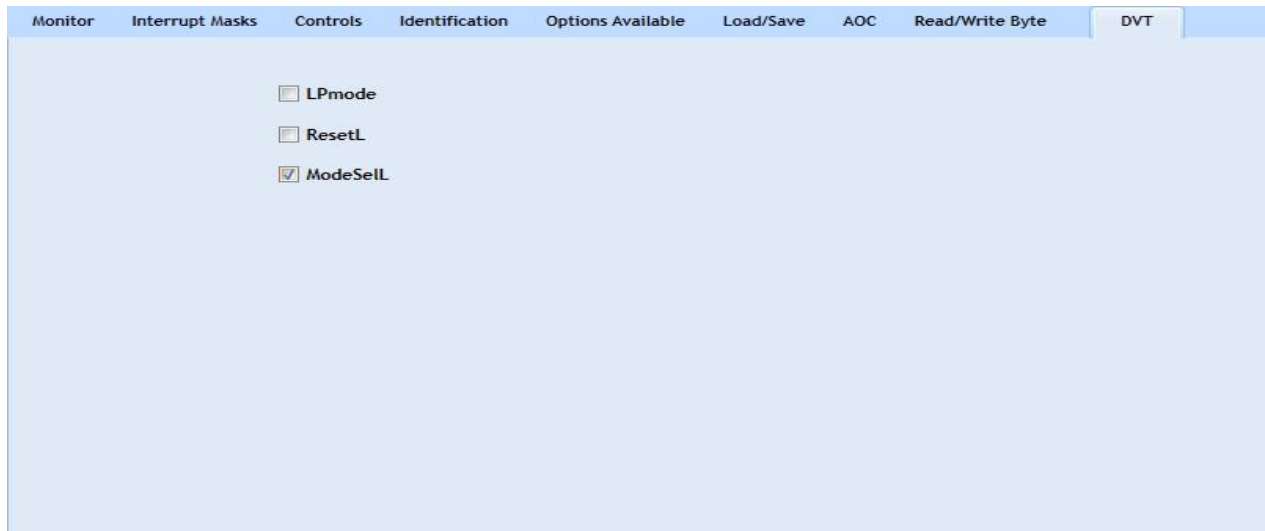 Monitor Interrupt Masks Controls Identification Options Available Load/Save AOC Read/Write Byte DVT
LPmode
ResetL
ModeSelL